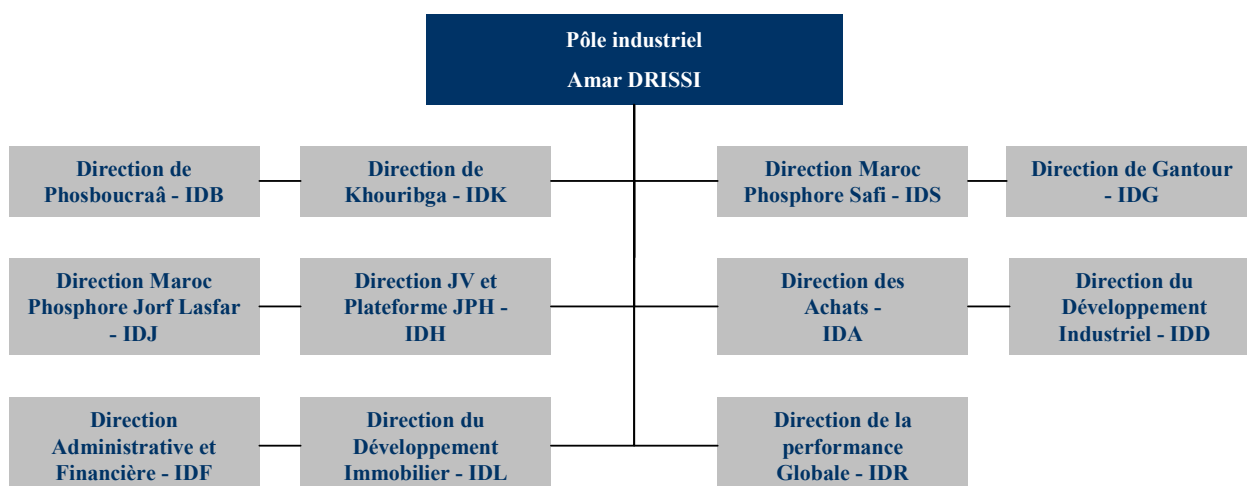 Pôle industriel
Amar DRISSI
Direction de
Phosboucraâ - IDB
Direction de
Khouribga - IDK
Direction Maroc
Phosphore Safi - IDS
Direction de Gantour
- IDG
Direction Maroc
Phosphore Jorf Lasfar
- IDJ
Direction JV et
Plateforme JPH -
IDH
Direction des
Achats -
IDA
Direction du
Développement
Industriel - IDD
Direction
Administrative et
Financière - IDF
Direction du
Développement
Immobilier - IDL
Direction de la
performance
Globale - IDR